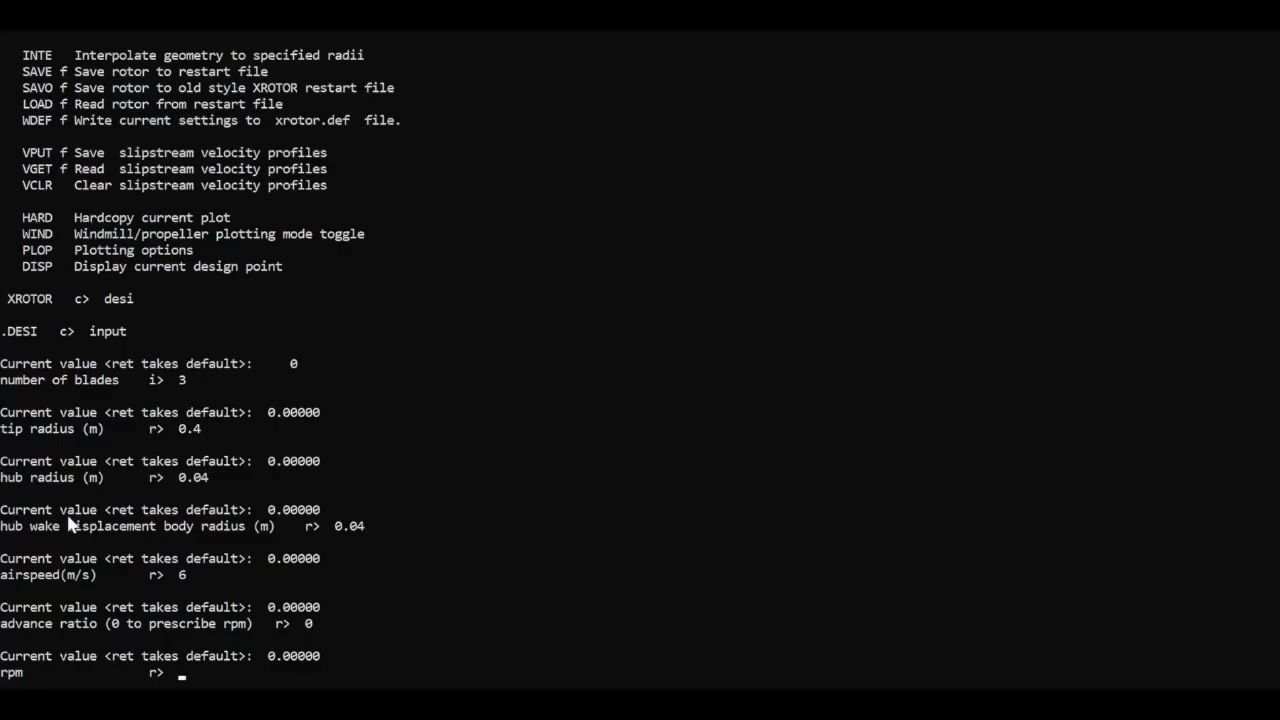 INTE Interpolate geometry to specified radii
SAVE f Save rotor to restart file
SAVO f Save rotor to old style XROTOR restart file
LOAD f Read rotor from restart file
WDEF f Write current settings to xrotor.def file.
VPUT f Save slipstream velocity profiles
VGET f Read slipstream velocity profiles
VCLR Clear slipstream velocity profiles
HARD Hardcopy current plot
WIND Windmill/propeller plotting mode toggle
PLOP Plotting options
DISP Display current design point
XROTOR c> desi
.DESI c> input
Current value <ret takes default>: 0
number of blades i> 3
Current value <ret takes default>: 0.00000
tip radius (m) r> 0.4
Current value <ret takes default>: 0.00000
hub radius (m) r> 0.04
Current value <ret takes default>: 0.00000
hub wake displacement body radius (m) r> 0.04
Current value <ret takes default>: 0.00000
airspeed(m/s) r> 6
Current value <ret takes default>: 0.00000
advance ratio (0 to prescribe rpm) r> 0
Current value <ret takes default>: 0.00000
rpm r>